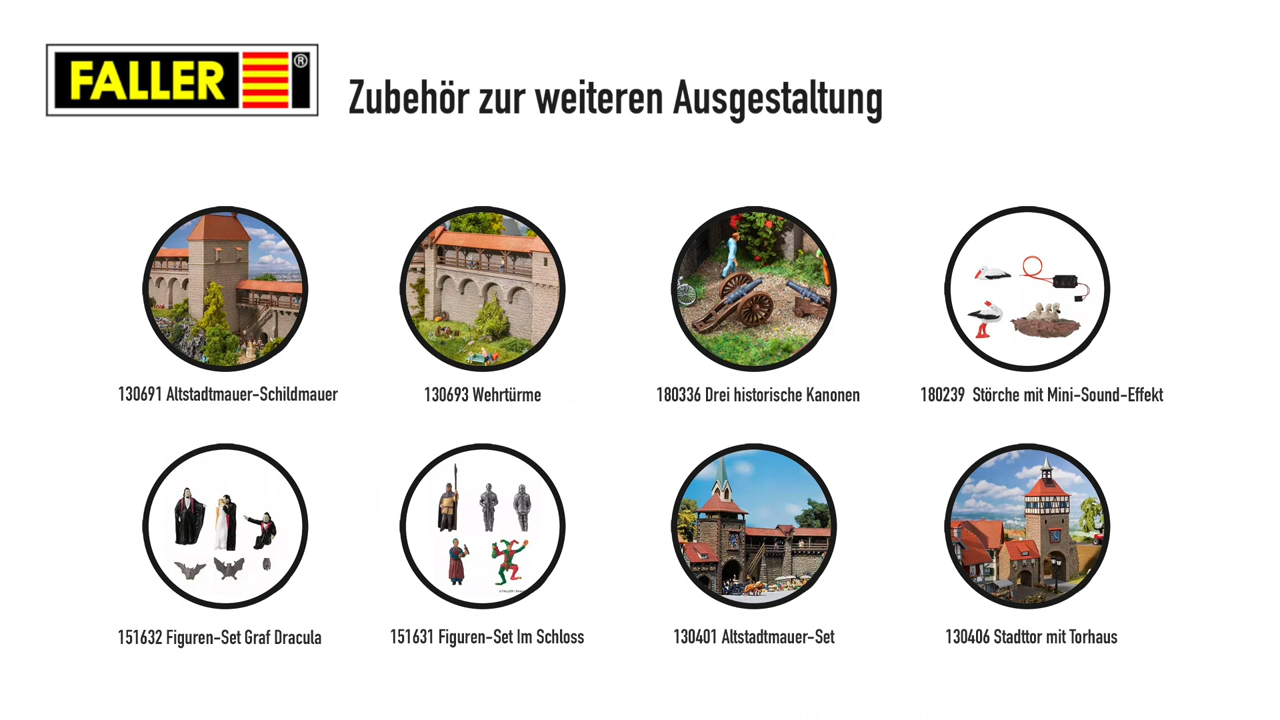 FALLER ®
Zubehör zur weiteren Ausgestaltung
130691 Altstadtmauer-Schildmauer
130693 Wehrtürme
180336 Drei historische Kanonen
180239 Störche mit Mini-Sound-Effekt
151632 Figuren-Set Graf Dracula
151631 Figuren-Set Im Schloss
130401 Altstadtmauer-Set
130406 Stadttor mit Torhaus